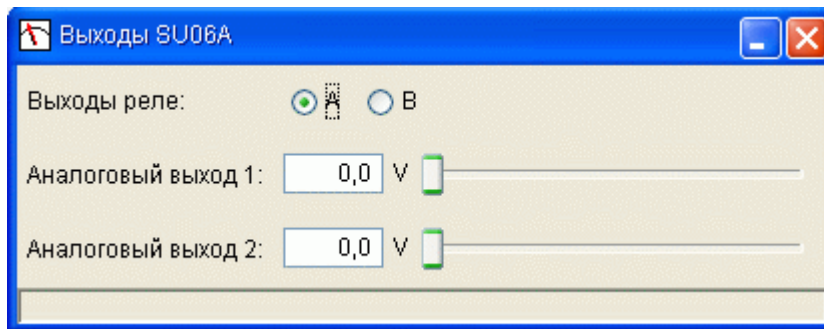 Выходы SU06A
Выходы реле: A B
Аналоговый выход 1: 0,0 V
Аналоговый выход 2: 0,0 V